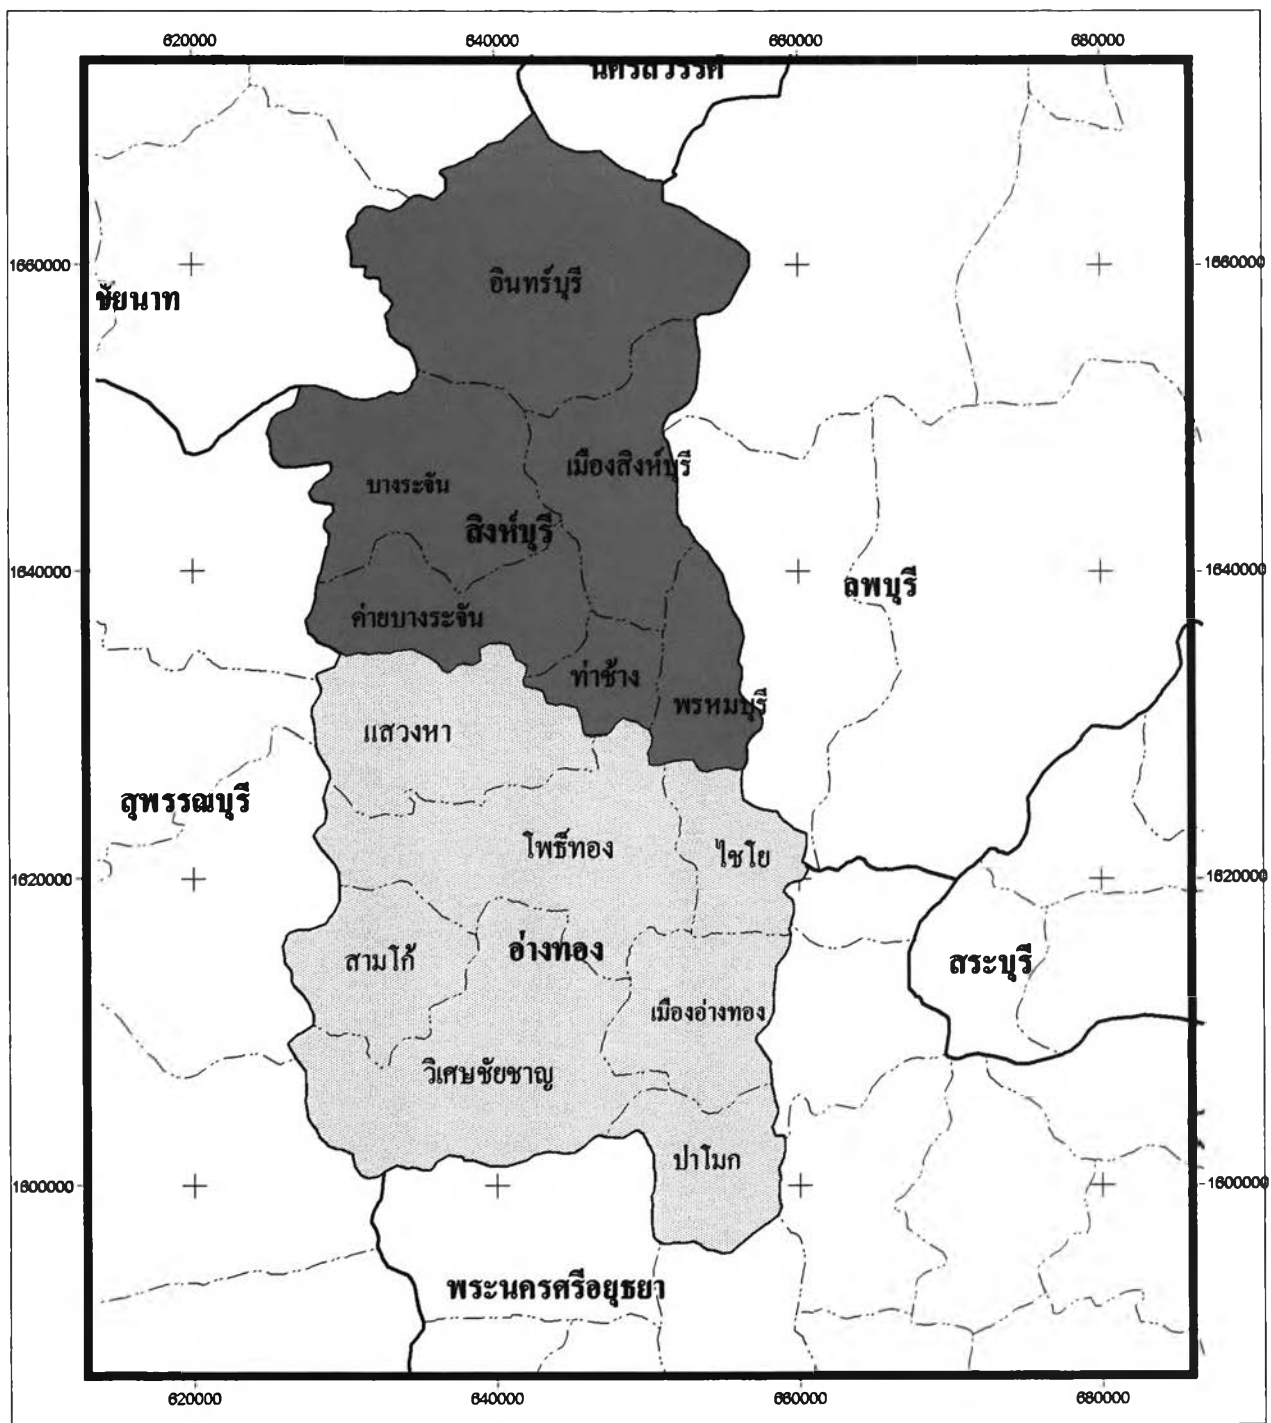 620000 640000 660000 680000
นครสวรรค์
1660000 1660000
อินทร์บุรี
ชัยนาท
เมืองสิงห์บุรี
บางระจัน
สิงห์บุรี
1640000 1640000
ลพบุรี
ค่ายบางระจัน
ท่าช้าง
พรหมบุรี
แสวงหา
สุพรรณบุรี
โพธิ์ทอง
ไชโย
1620000 1620000
อ่างทอง
สามโก้
สระบุรี
เมืองอ่างทอง
วิเศษชัยชาญ
ป่าโมก
1600000 1600000
พระนครศรีอยุธยา
620000 640000 660000 680000